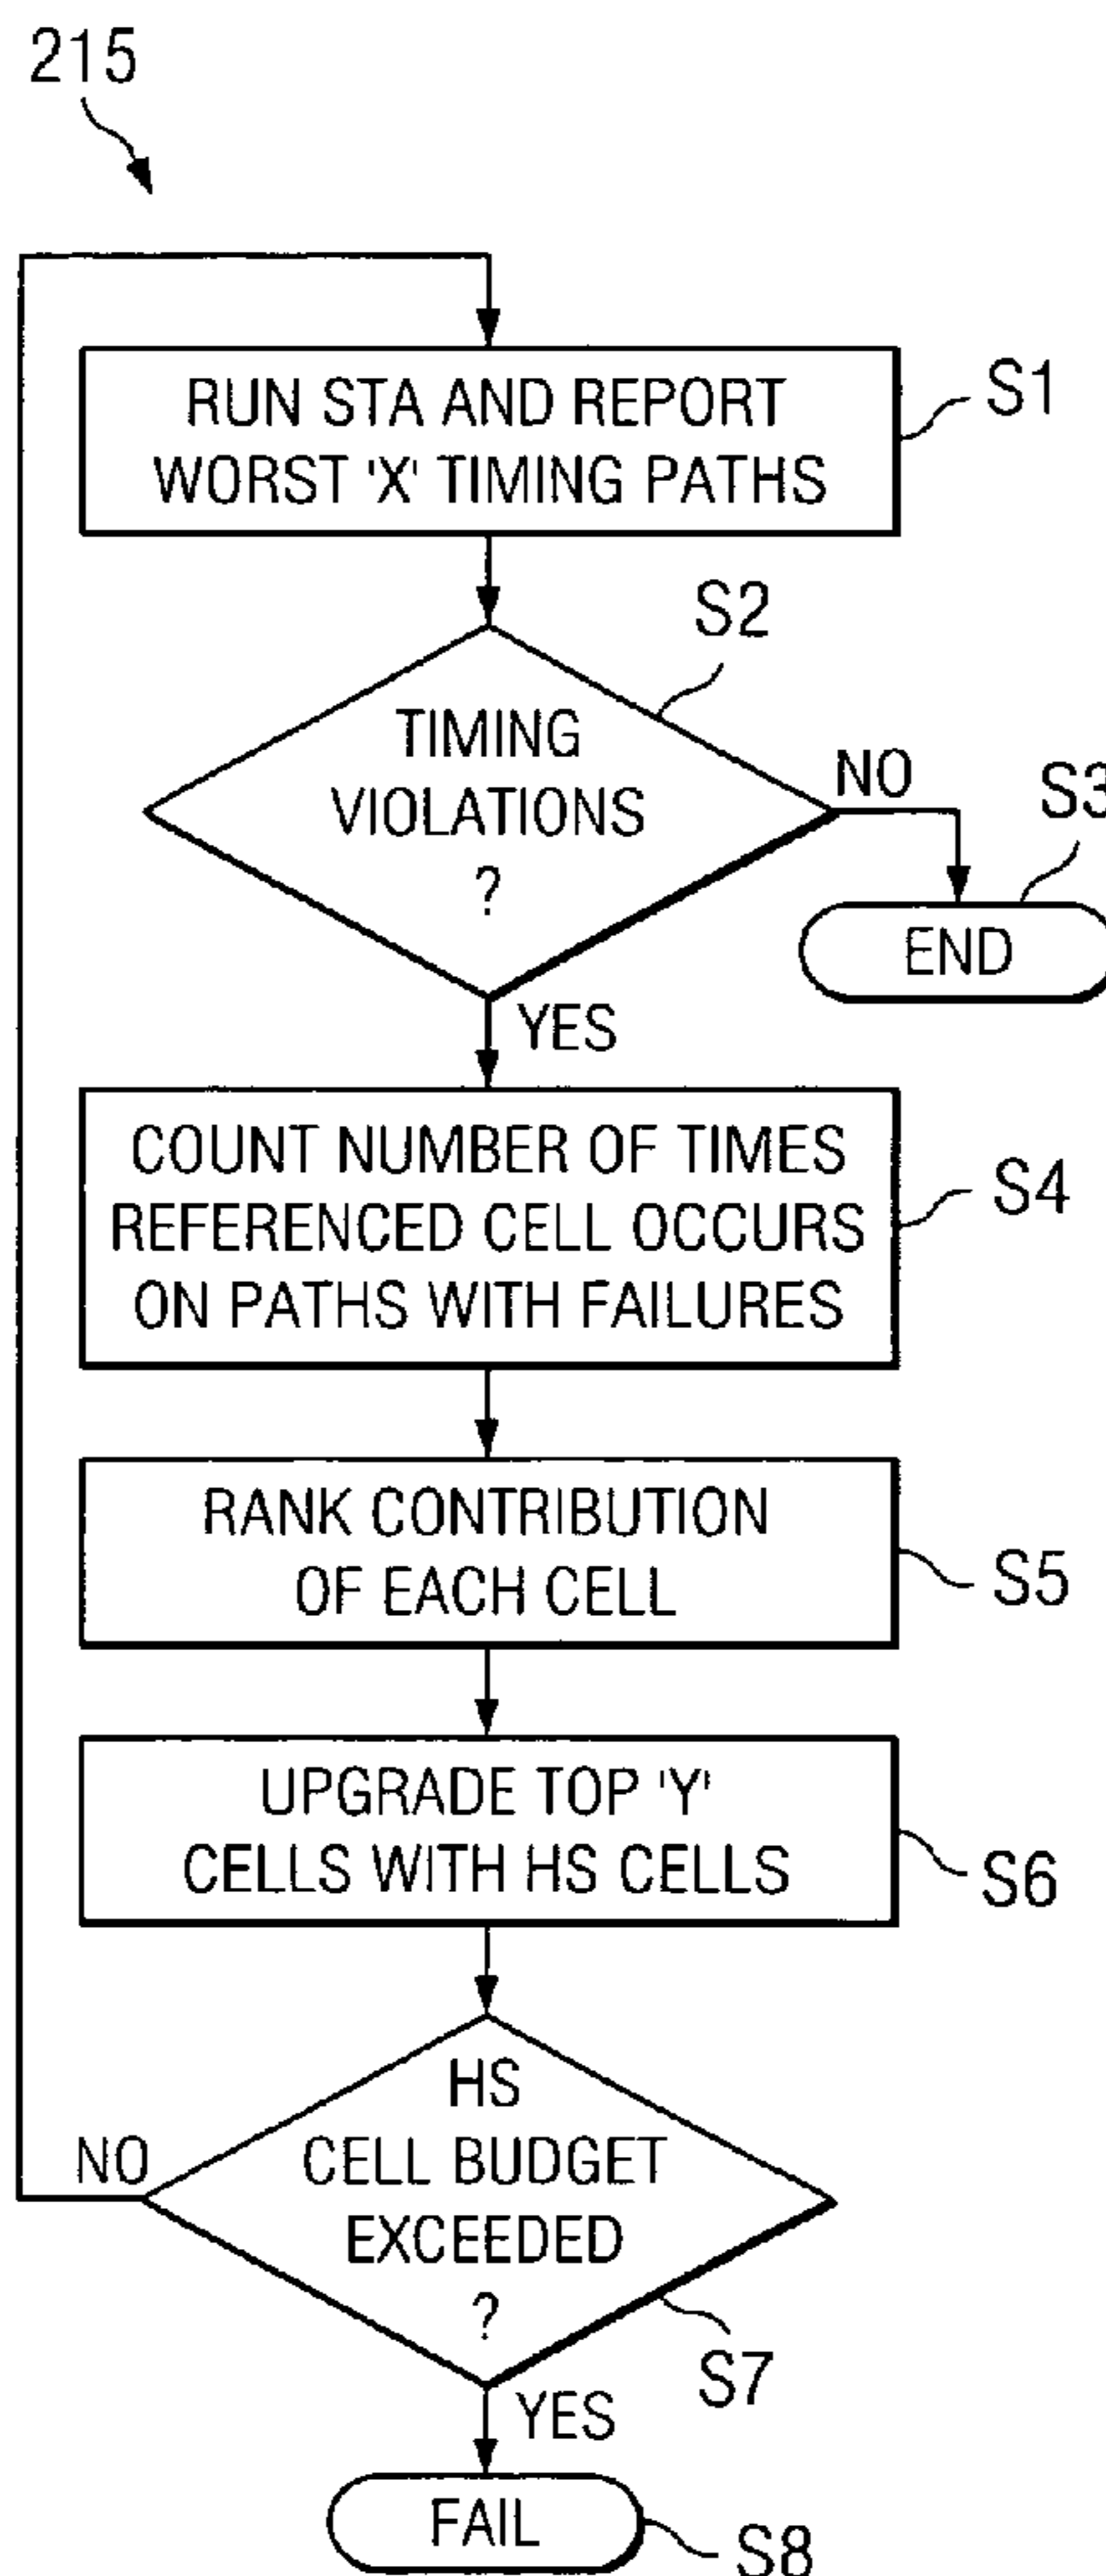 215
RUN STA AND REPORT
WORST 'X' TIMING PATHS
S1
S2
TIMING
VIOLATIONS
?
NO
S3
END
YES
COUNT NUMBER OF TIMES
REFERENCED CELL OCCURS
ON PATHS WITH FAILURES
S4
RANK CONTRIBUTION
OF EACH CELL
S5
UPGRADE TOP 'Y'
CELLS WITH HS CELLS
S6
HS
CELL BUDGET
EXCEEDED
?
NO
S7
YES
FAIL
S8